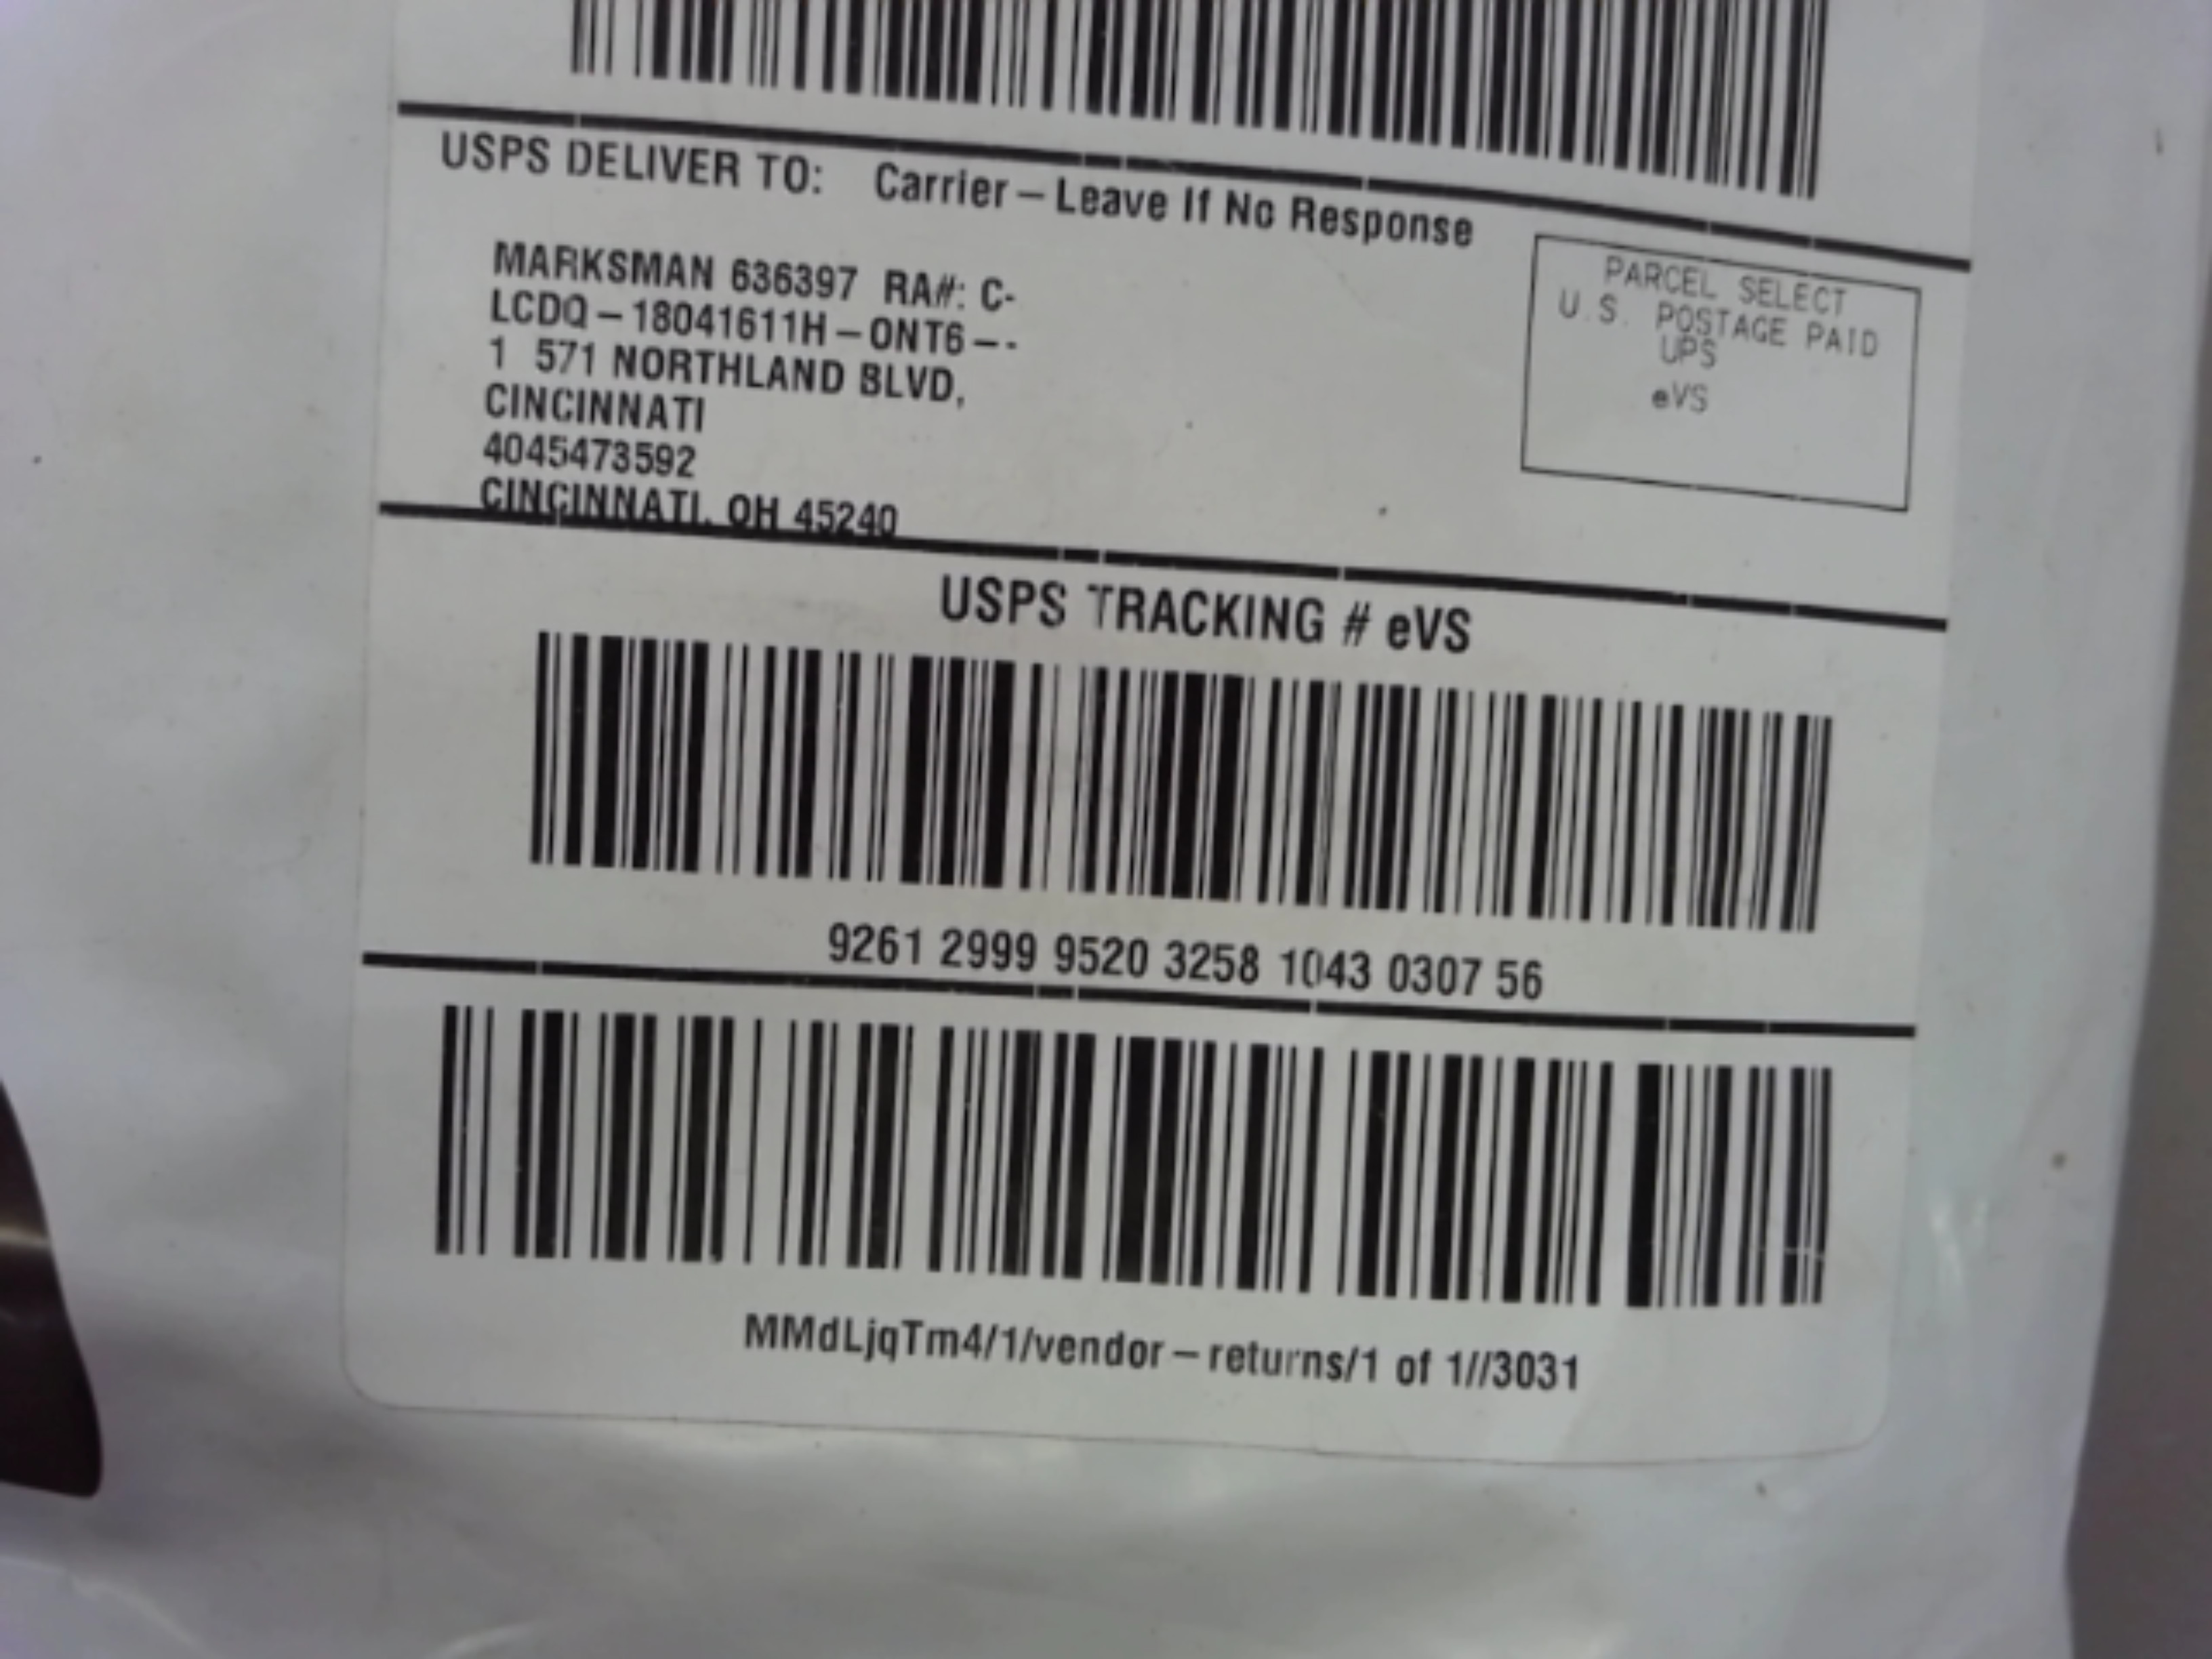 USPS DELIVER TO: Carrier – Leave If No Response
MARKSMAN 636397 RA#: C-
LCDQ – 18041611H – ONT6 – -
1 571 NORTHLAND BLVD,
CINCINNATI
4045473592
CINCINNATI, OH 45240
PARCEL SELECT
U.S. POSTAGE PAID
UPS
eVS
USPS TRACKING # eVS
9261 2999 9520 3258 1043 0307 56
MMdLjqTm4/1/vendor – returns/1 of 1//3031